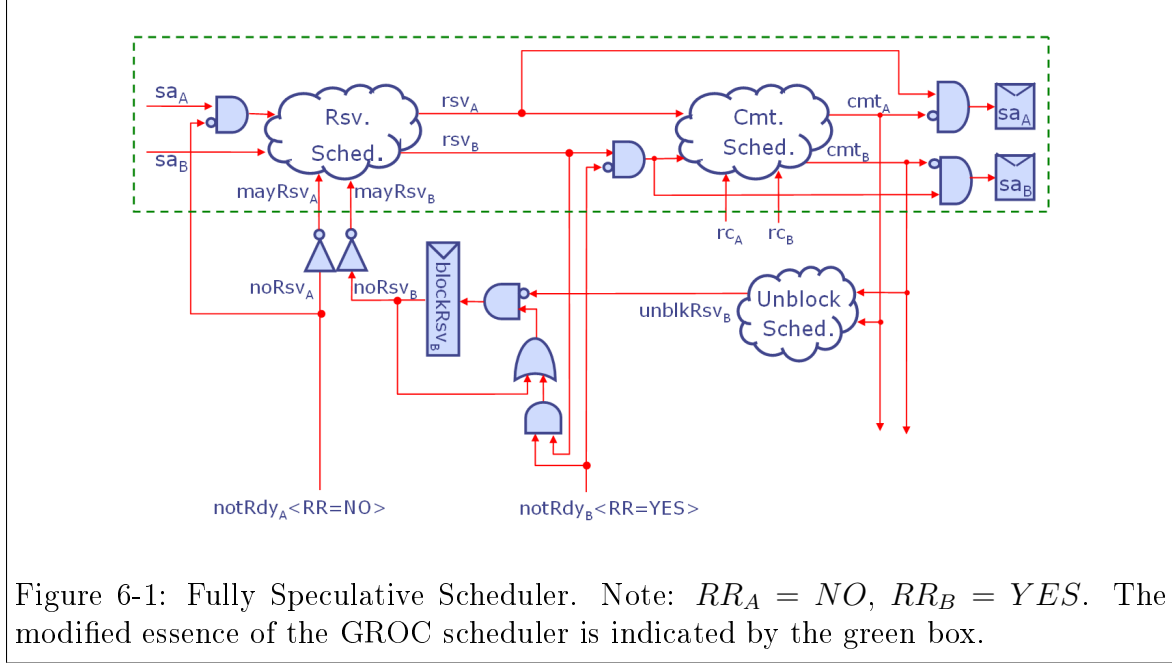 sa_A
rsv_A
cmt_A
Rsv.
Sched.
Cmt.
Sched.
sa_A
sa_B
rsv_B
cmt_B
sa_B
mayRsv_A
mayRsv_B
rc_A
rc_B
noRsv_A
noRsv_B
blockRsv_B
unblkRsv_B
Unblock
Sched.
notRdy_A<RR=NO>
notRdy_B<RR=YES>
Figure 6-1: Fully Speculative Scheduler. Note: RR_A = NO, RR_B = YES. The
modified essence of the GROC scheduler is indicated by the green box.